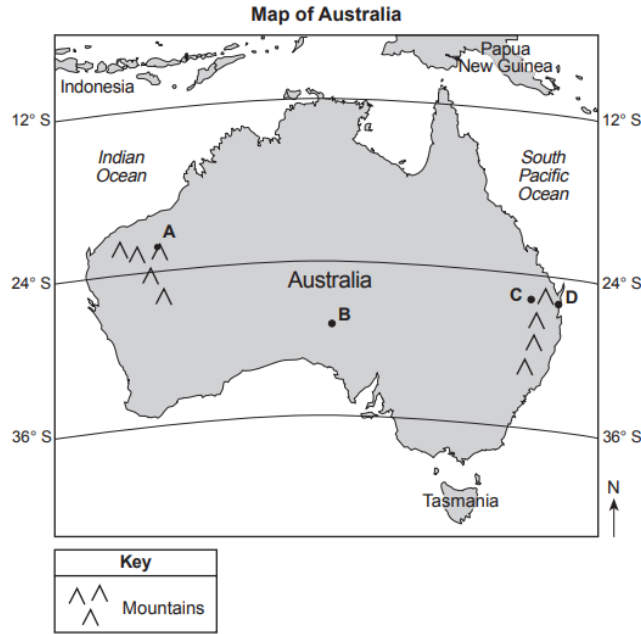 Map of Australia
Papua
New Guinea
Indonesia
12° S
12° S
Indian
Ocean
South
Pacific
Ocean
A
24° S
Australia
24° S
C
D
B
36° S
36° S
N
Tasmania
Key
Mountains